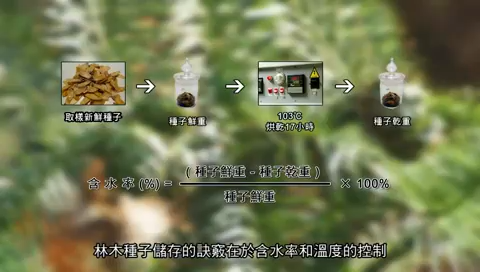 取樣新鮮種子
種子鮮重
103℃
烘乾17小時
種子乾重
含水率(%) = (種子鮮重 - 種子乾重) / 種子鮮重 × 100%
林木種子儲存的訣竅在於含水率和溫度的控制